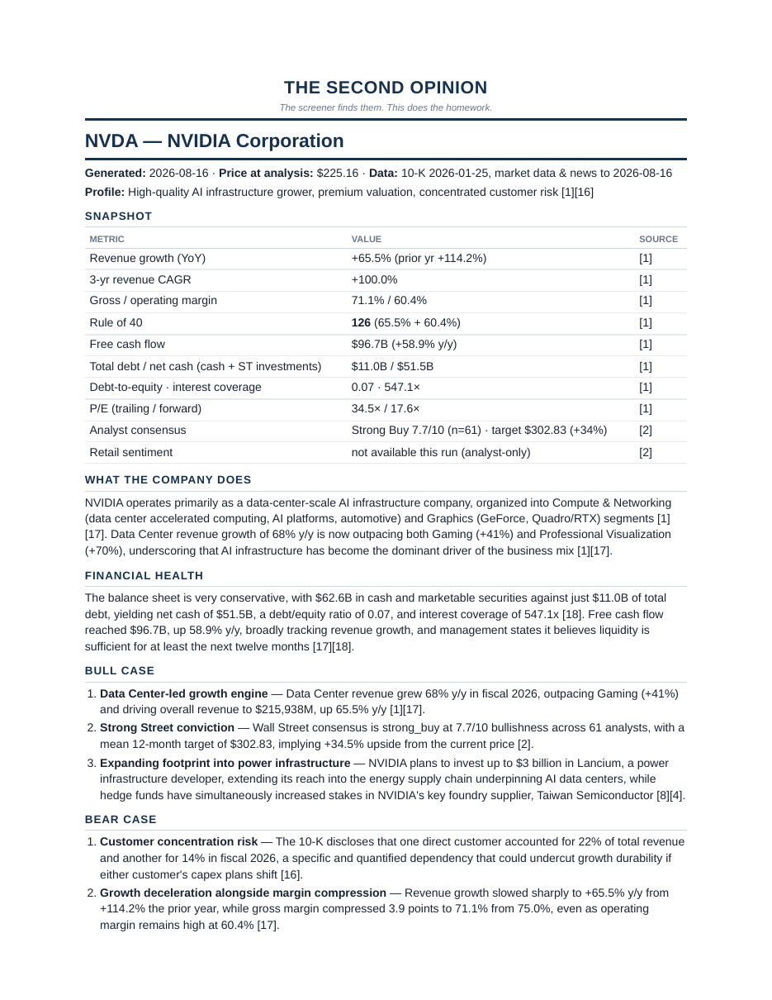 THE SECOND OPINION
The screener finds them. This does the homework.
NVDA — NVIDIA Corporation
Generated: 2026-08-16 · Price at analysis: $225.16 · Data: 10-K 2026-01-25, market data & news to 2026-08-16
Profile: High-quality AI infrastructure grower, premium valuation, concentrated customer risk [1][16]
SNAPSHOT
METRIC VALUE SOURCE
Revenue growth (YoY) +65.5% (prior yr +114.2%) [1]
3-yr revenue CAGR +100.0% [1]
Gross / operating margin 71.1% / 60.4% [1]
Rule of 40 126 (65.5% + 60.4%) [1]
Free cash flow $96.7B (+58.9% y/y) [1]
Total debt / net cash (cash + ST investments) $11.0B / $51.5B [1]
Debt-to-equity · interest coverage 0.07 · 547.1× [1]
P/E (trailing / forward) 34.5× / 17.6× [1]
Analyst consensus Strong Buy 7.7/10 (n=61) · target $302.83 (+34%) [2]
Retail sentiment not available this run (analyst-only) [2]
WHAT THE COMPANY DOES
NVIDIA operates primarily as a data-center-scale AI infrastructure company, organized into Compute & Networking
(data center accelerated computing, AI platforms, automotive) and Graphics (GeForce, Quadro/RTX) segments [1]
[17]. Data Center revenue growth of 68% y/y is now outpacing both Gaming (+41%) and Professional Visualization
(+70%), underscoring that AI infrastructure has become the dominant driver of the business mix [1][17].
FINANCIAL HEALTH
The balance sheet is very conservative, with $62.6B in cash and marketable securities against just $11.0B of total
debt, yielding net cash of $51.5B, a debt/equity ratio of 0.07, and interest coverage of 547.1x [18]. Free cash flow
reached $96.7B, up 58.9% y/y, broadly tracking revenue growth, and management states it believes liquidity is
sufficient for at least the next twelve months [17][18].
BULL CASE
1. Data Center-led growth engine — Data Center revenue grew 68% y/y in fiscal 2026, outpacing Gaming (+41%)
and driving overall revenue to $215,938M, up 65.5% y/y [1][17].
2. Strong Street conviction — Wall Street consensus is strong_buy at 7.7/10 bullishness across 61 analysts, with a
mean 12-month target of $302.83, implying +34.5% upside from the current price [2].
3. Expanding footprint into power infrastructure — NVIDIA plans to invest up to $3 billion in Lancium, a power
infrastructure developer, extending its reach into the energy supply chain underpinning AI data centers, while
hedge funds have simultaneously increased stakes in NVIDIA's key foundry supplier, Taiwan Semiconductor [8][4].
BEAR CASE
1. Customer concentration risk — The 10-K discloses that one direct customer accounted for 22% of total revenue
and another for 14% in fiscal 2026, a specific and quantified dependency that could undercut growth durability if
either customer's capex plans shift [16].
2. Growth deceleration alongside margin compression — Revenue growth slowed sharply to +65.5% y/y from
+114.2% the prior year, while gross margin compressed 3.9 points to 71.1% from 75.0%, even as operating
margin remains high at 60.4% [17].